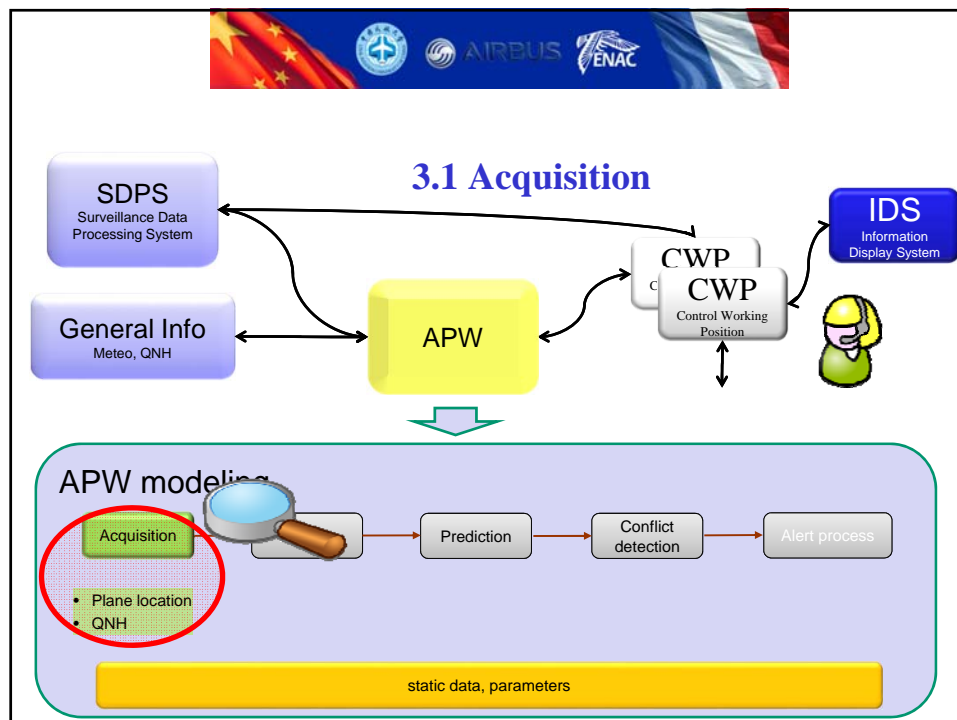 AIRBUS
ENAC
3.1 Acquisition
SDPS
Surveillance Data
Processing System
General Info
Meteo, QNH
APW
CWP
C
CWP
Control Working
Position
IDS
Information
Display System
APW modeling
Acquisition
Prediction
Conflict
detection
Alert process
• Plane location
• QNH
static data, parameters